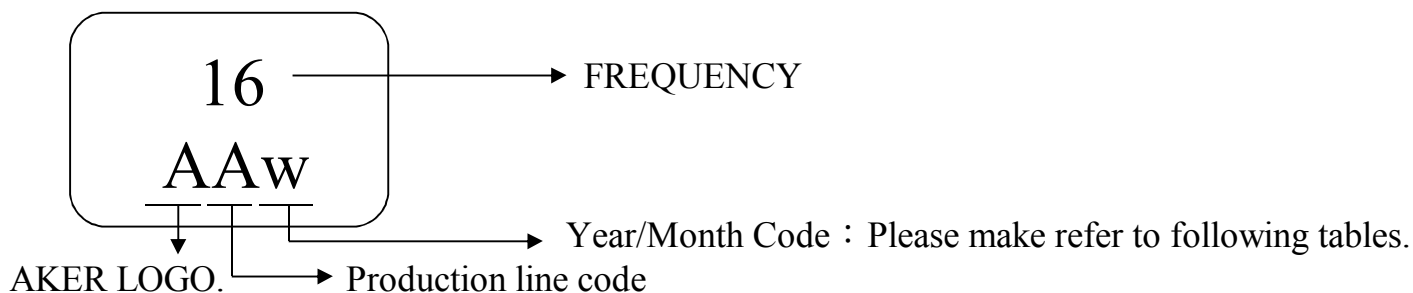 16
FREQUENCY
AAw
Year/Month Code：Please make refer to following tables.
AKER LOGO.
Production line code